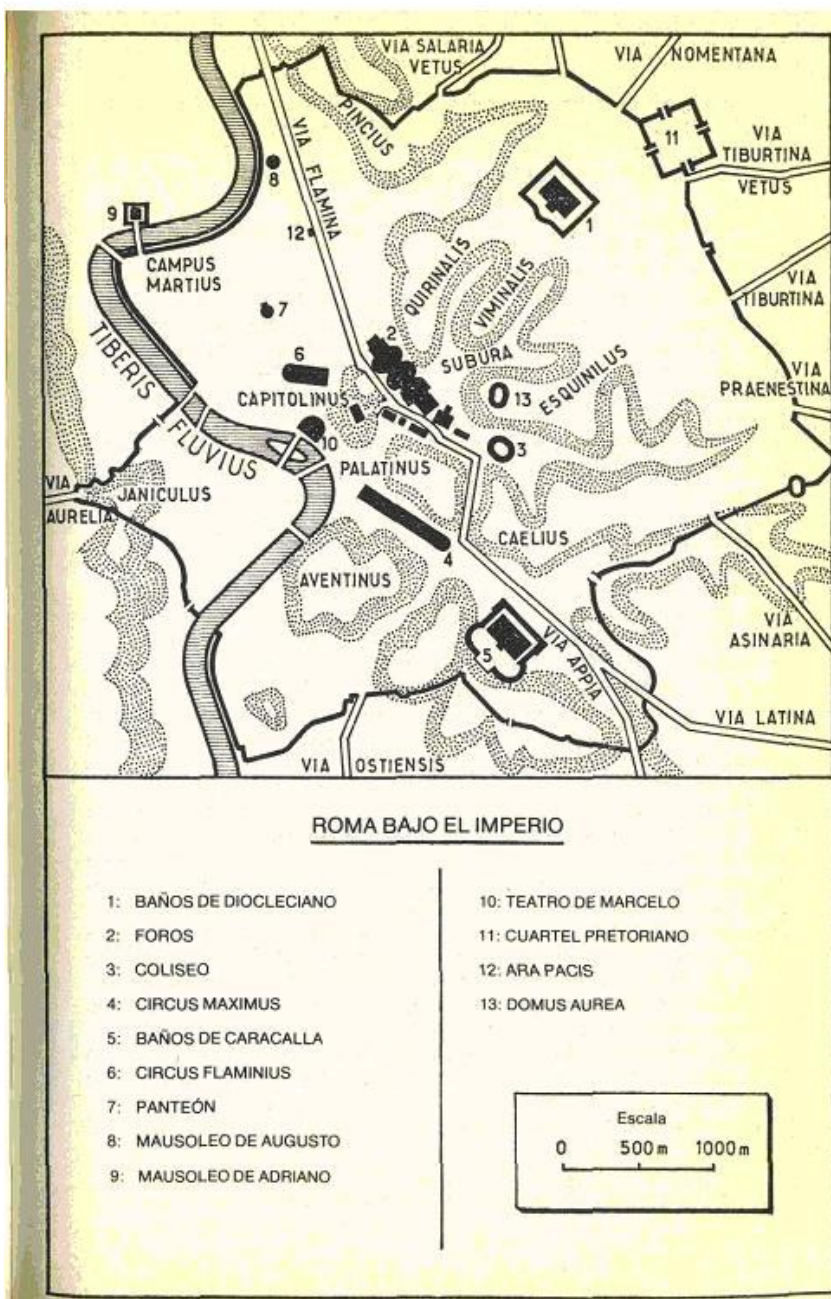 VIA SALARIA
VETUS
VIA NOMENTANA
PINCIUS
VIA FLAMINA
11
VIA
TIBURTINA
VETUS
8
1
9
12
CAMPUS
MARTIUS
QUIRINALIS
VIMINALIS
VIA
TIBURTINA
7
2
SUBURA
6
TIBERIS
FLUVIUS
CAPITOLINUS
13
ESQUINILUS
VIA
PRAENESTINA
10
3
PALATINUS
VIA
AURELIA
JANICULUS
4
CAELIUS
AVENTINUS
5
VIA APPIA
VIA
ASINARIA
VIA LATINA
VIA OSTIENSIS
ROMA BAJO EL IMPERIO
1: BAÑOS DE DIOCLECIANO
2: FOROS
3: COLISEO
4: CIRCUS MAXIMUS
5: BAÑOS DE CARACALLA
6: CIRCUS FLAMINIUS
7: PANTEÓN
8: MAUSOLEO DE AUGUSTO
9: MAUSOLEO DE ADRIANO
10: TEATRO DE MARCELO
11: CUARTEL PRETORIANO
12: ARA PACIS
13: DOMUS AUREA
Escala
0 500 m 1000 m